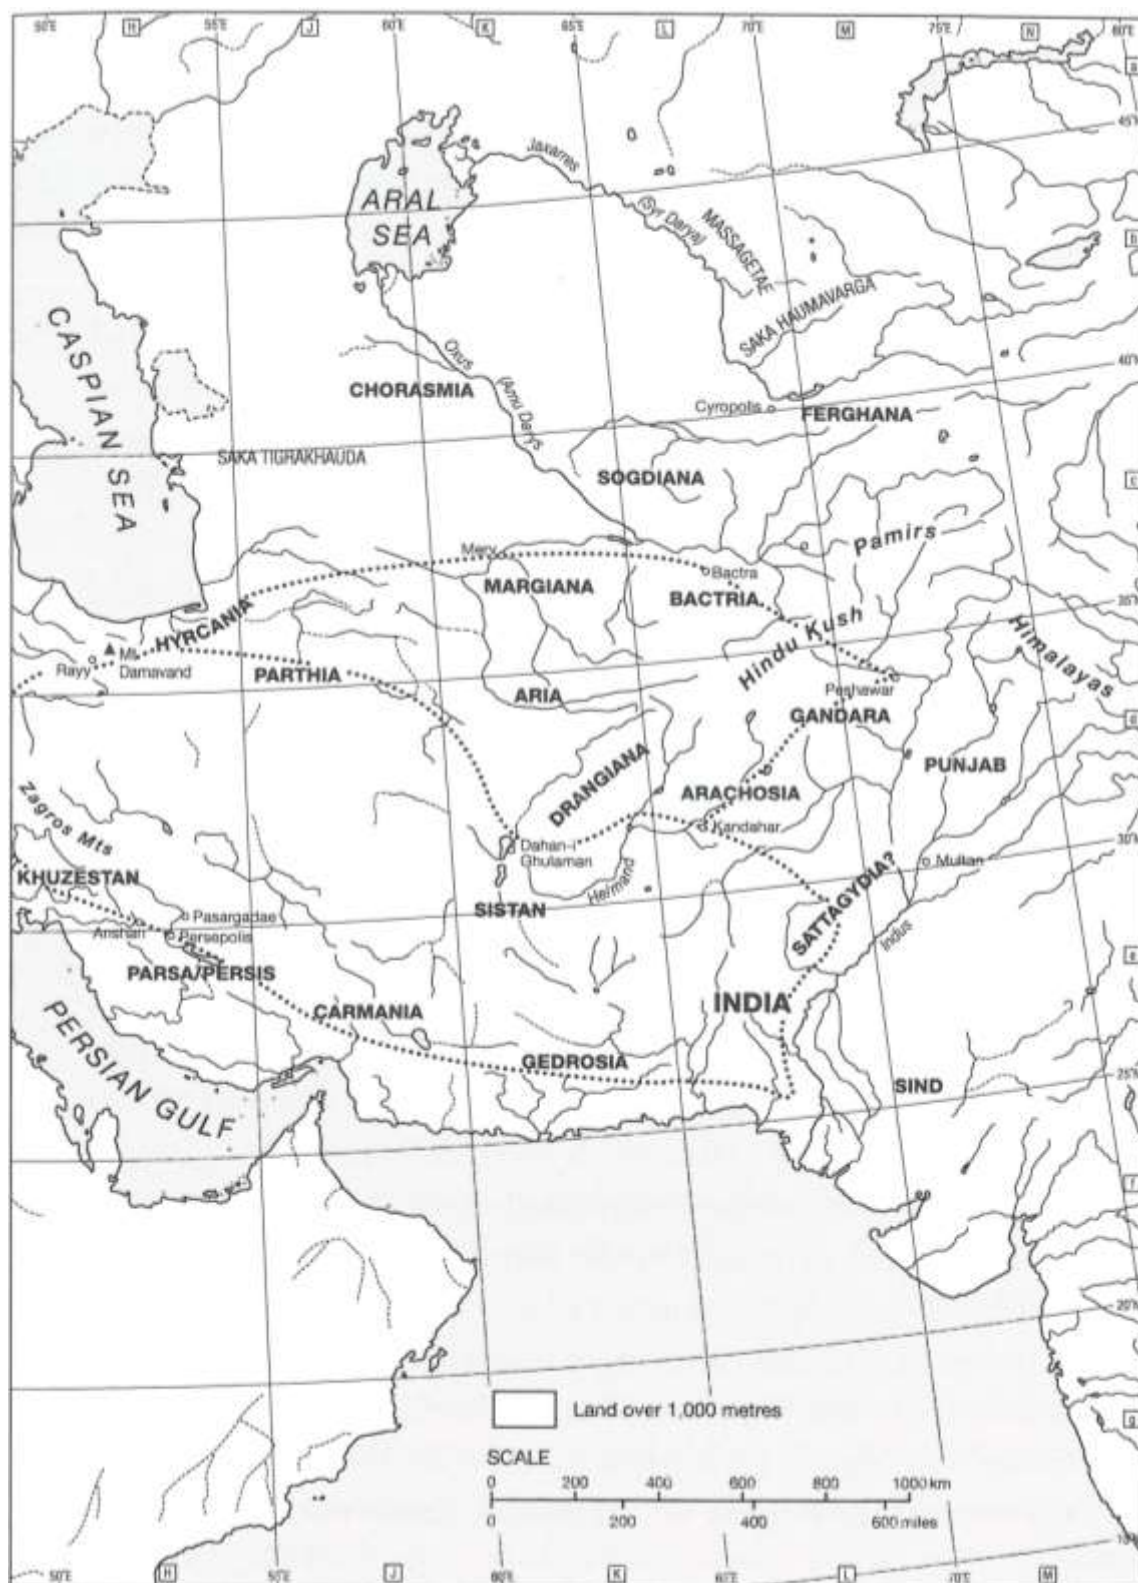 50°E H 55°E J 60°E K 65°E L 70°E M 75°E N 80°E
a
45°N
Jaxartes
ARAL
SEA
(Syr Darya)
MASSAGETAE
b
SAKA HAUMAVARGA
CASPIAN SEA
Oxus
(Amu Darys
CHORASMIA
40°N
Cyropolis
FERGHANA
SAKA TIGRAKHAUDA
SOGDIANA
c
Pamirs
Merv
MARGIANA
Bactra
BACTRIA
35°N
HYRCANIA
Hindu Kush
Himalayas
Rayy
Mt.
Damavand
PARTHIA
ARIA
Peshawar
GANDARA
d
DRANGIANA
PUNJAB
Zagros Mts
ARACHOSIA
Kandahar
30°N
Dahan-i
Ghulaman
Multan
KHUZESTAN
Hermand
SISTAN
SATTAGYDIA?
Pasargadae
Anshan
Persepolis
Indus
e
PARSA/PERSIS
INDIA
CARMANIA
PERSIAN GULF
GEDROSIA
25°N
SIND
f
20°N
Land over 1,000 metres
g
SCALE
0 200 400 600 800 1000 km
0 200 400 600 miles
50°E H 55°E J 60°E K 65°E L 70°E M